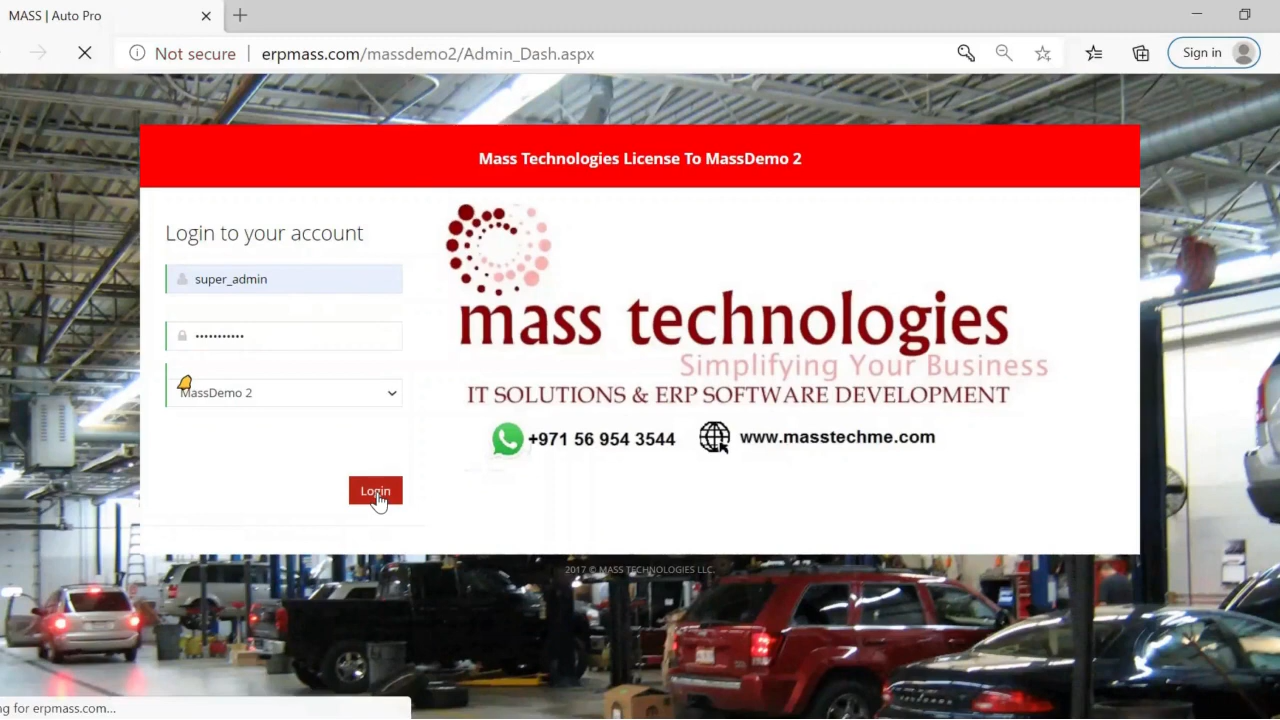 MASS | Auto Pro
Not secure
erpmass.com/massdemo2/Admin_Dash.aspx
Sign in
Mass Technologies License To MassDemo 2
Login to your account
super_admin
•••••••••••
MassDemo 2
Login
mass technologies
Simplifying Your Business
IT SOLUTIONS & ERP SOFTWARE DEVELOPMENT
+971 56 954 3544
www.masstechme.com
2017 © MASS TECHNOLOGIES LLC.
for erpmass.com...